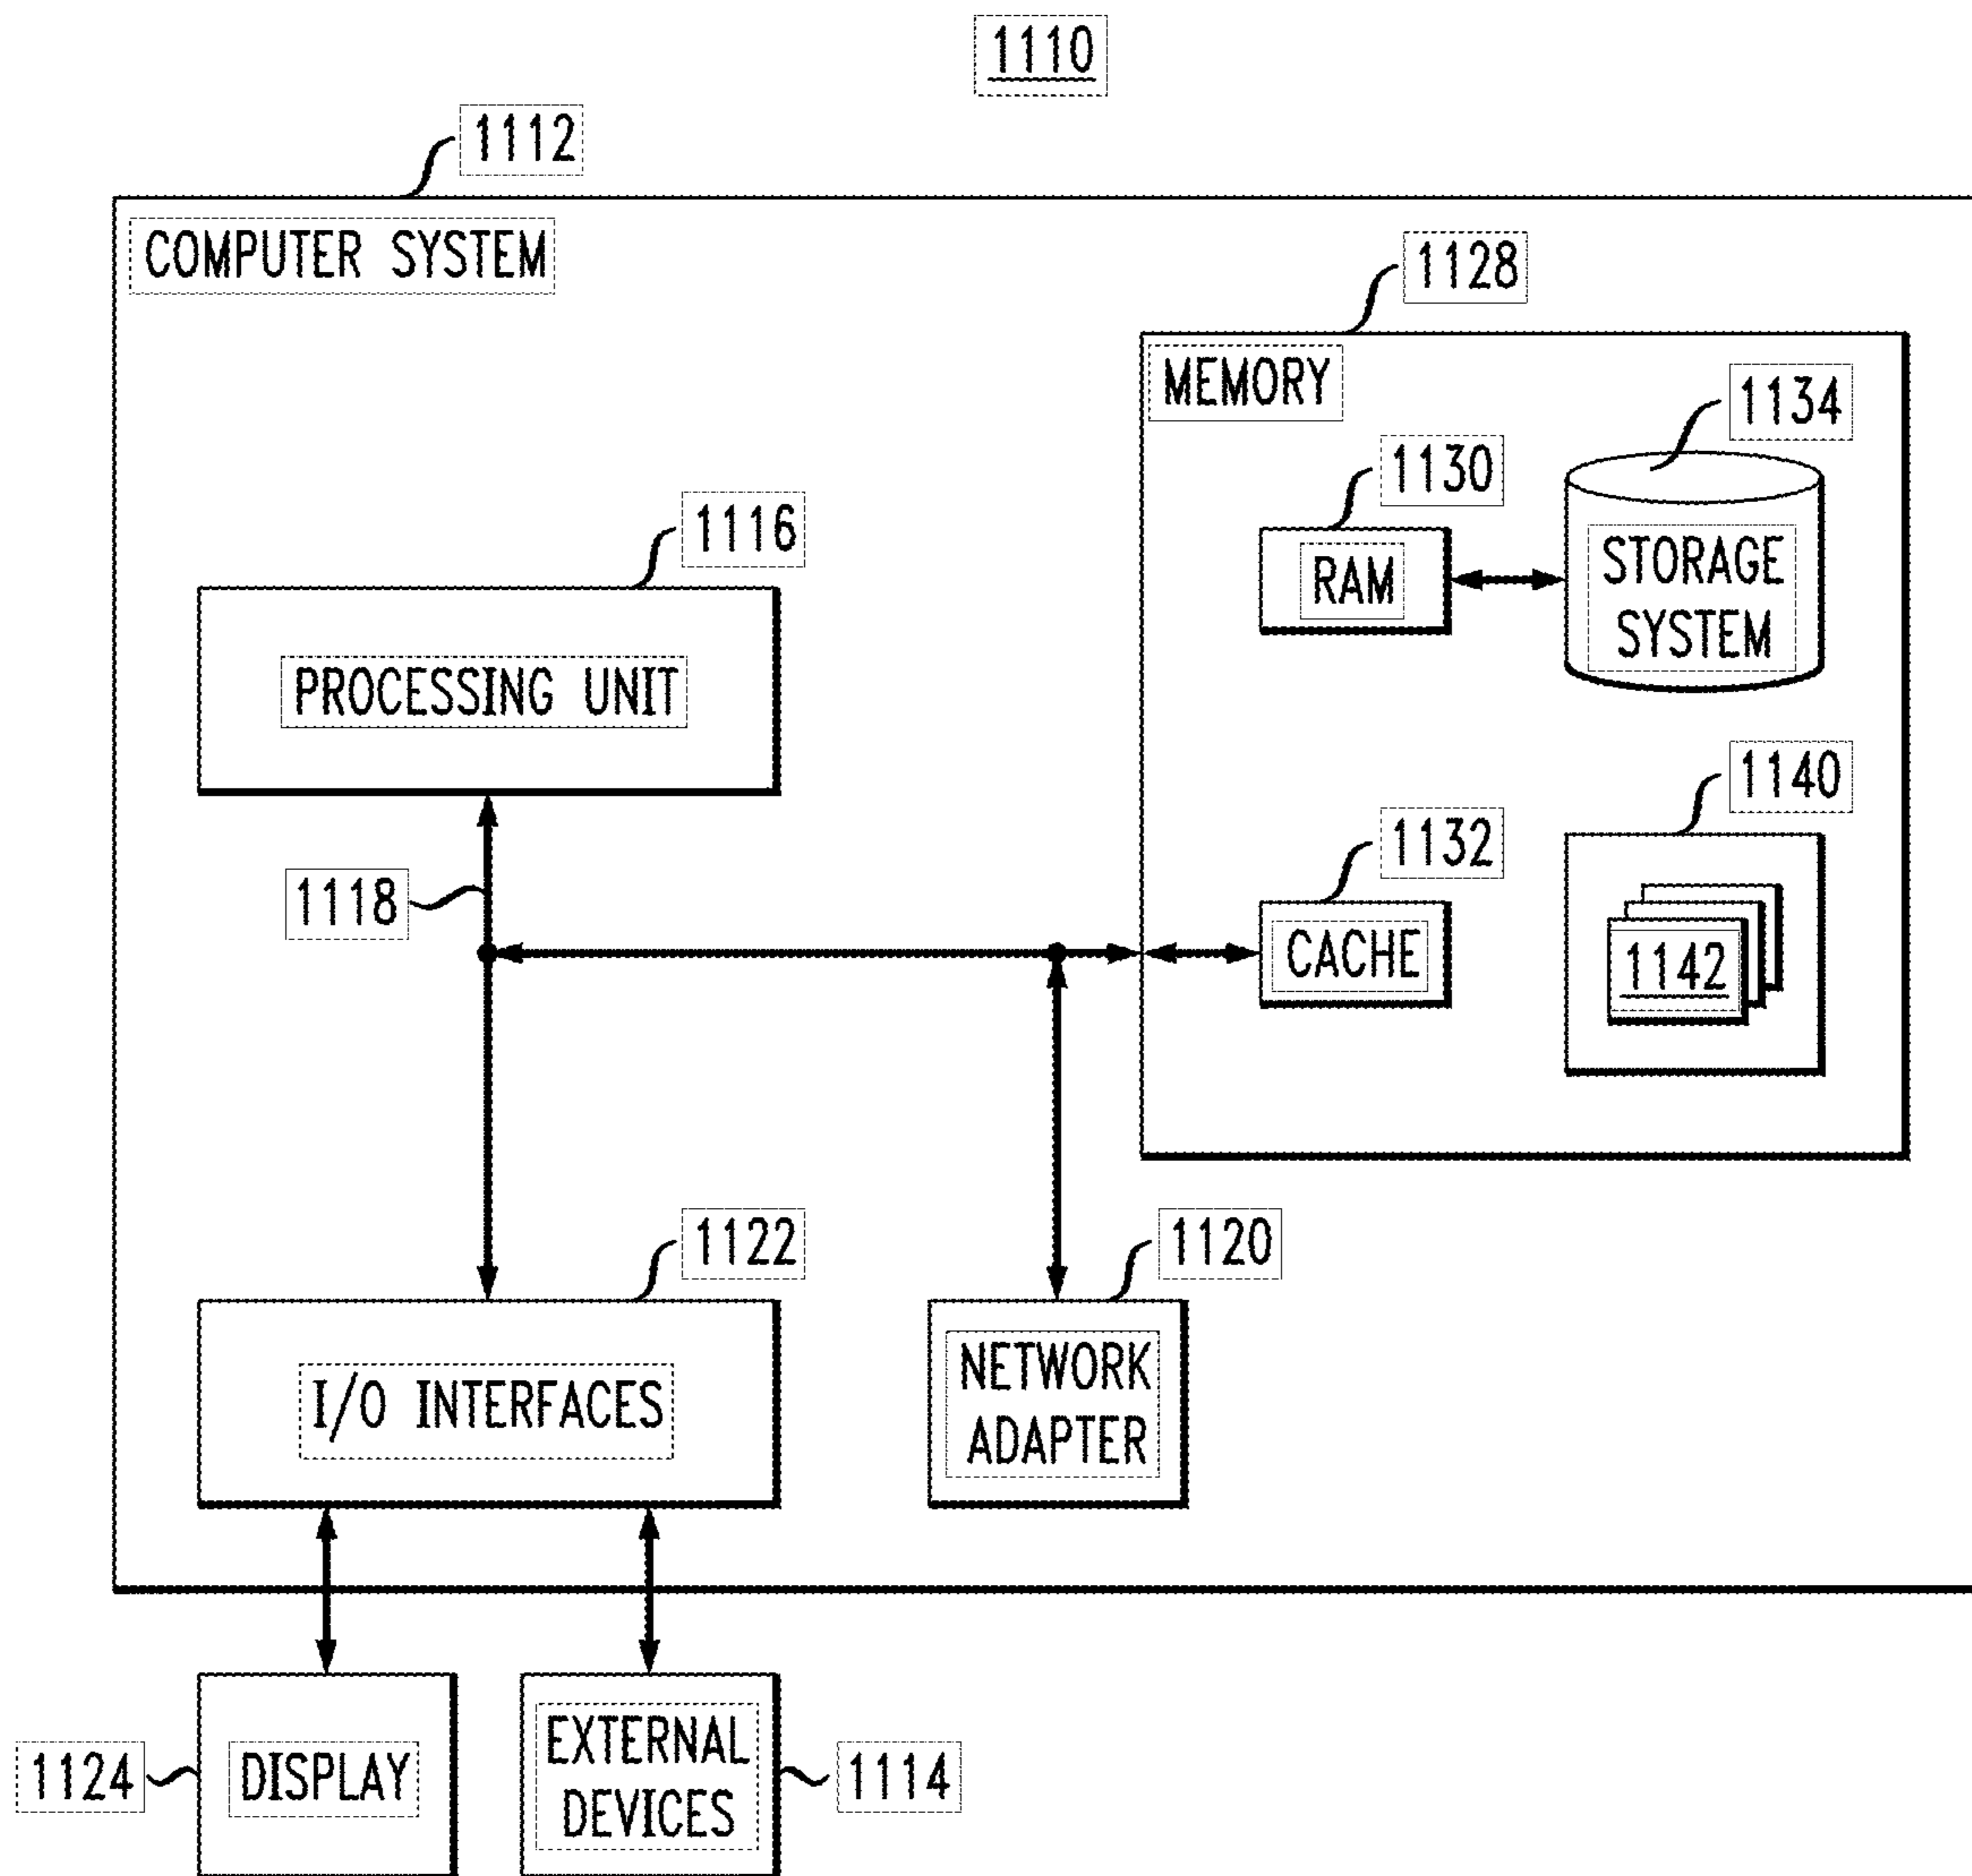 1110
1112
COMPUTER SYSTEM
1128
MEMORY
1134
1130
RAM
STORAGE
SYSTEM
1116
PROCESSING UNIT
1140
1132
1118
CACHE
1142
1122
1120
I/O INTERFACES
NETWORK
ADAPTER
1124
DISPLAY
EXTERNAL
DEVICES
1114